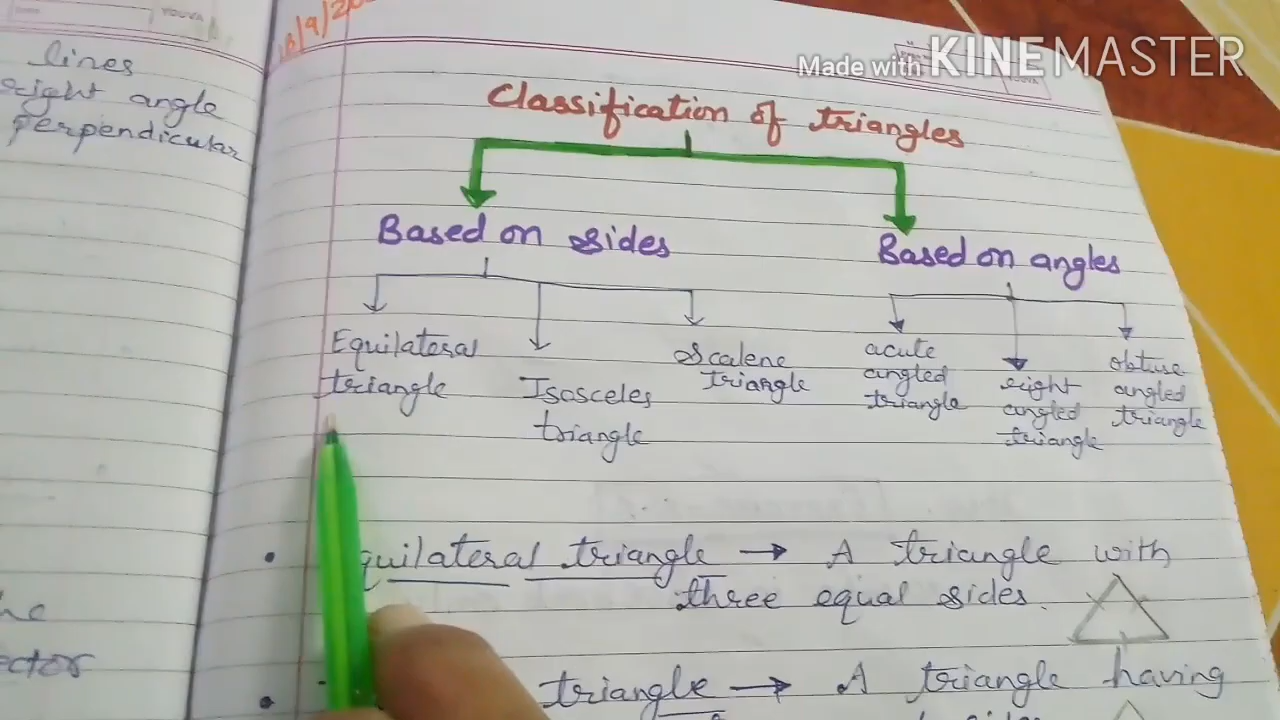 lines
right angle
perpendicular
Made with KINEMASTER
Classification of triangles
Based on sides
Based on angles
Equilateral
triangle
Isosceles
triangle
Scalene
triangle
acute
angled
triangle
right
angled
triangle
obtuse
angled
triangle
quilateral triangle → A triangle with
three equal sides.
triangle → A triangle having